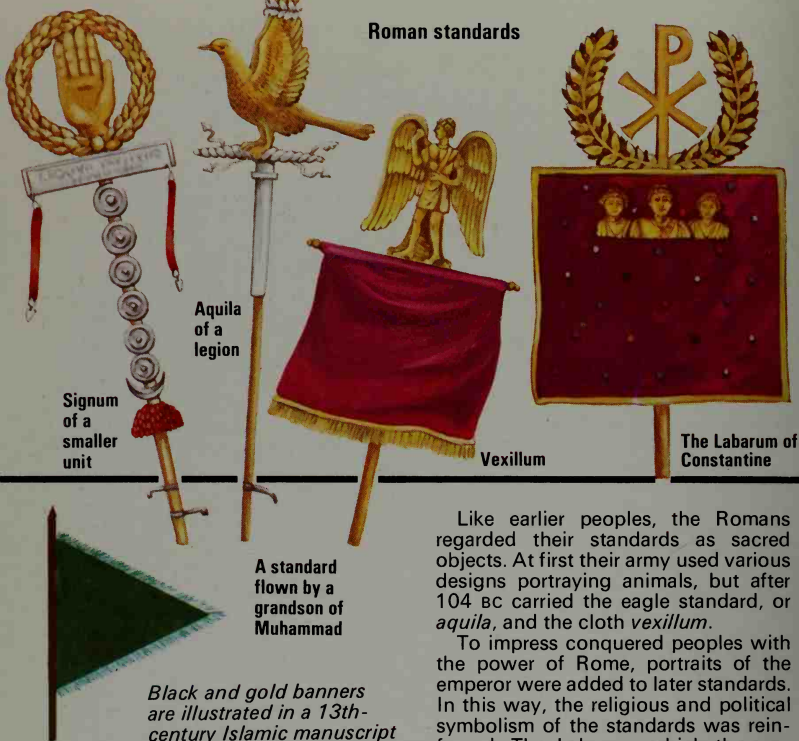 Roman standards
Aquila
of a
legion
Signum
of a
smaller
unit
Vexillum
The Labarum of
Constantine
A standard
flown by a
grandson of
Muhammad
Black and gold banners
are illustrated in a 13th-
century Islamic manuscript
Like earlier peoples, the Romans
regarded their standards as sacred
objects. At first their army used various
designs portraying animals, but after
104 BC carried the eagle standard, or
aquila, and the cloth vexillum.
To impress conquered peoples with
the power of Rome, portraits of the
emperor were added to later standards.
In this way, the religious and political
symbolism of the standards was rein-